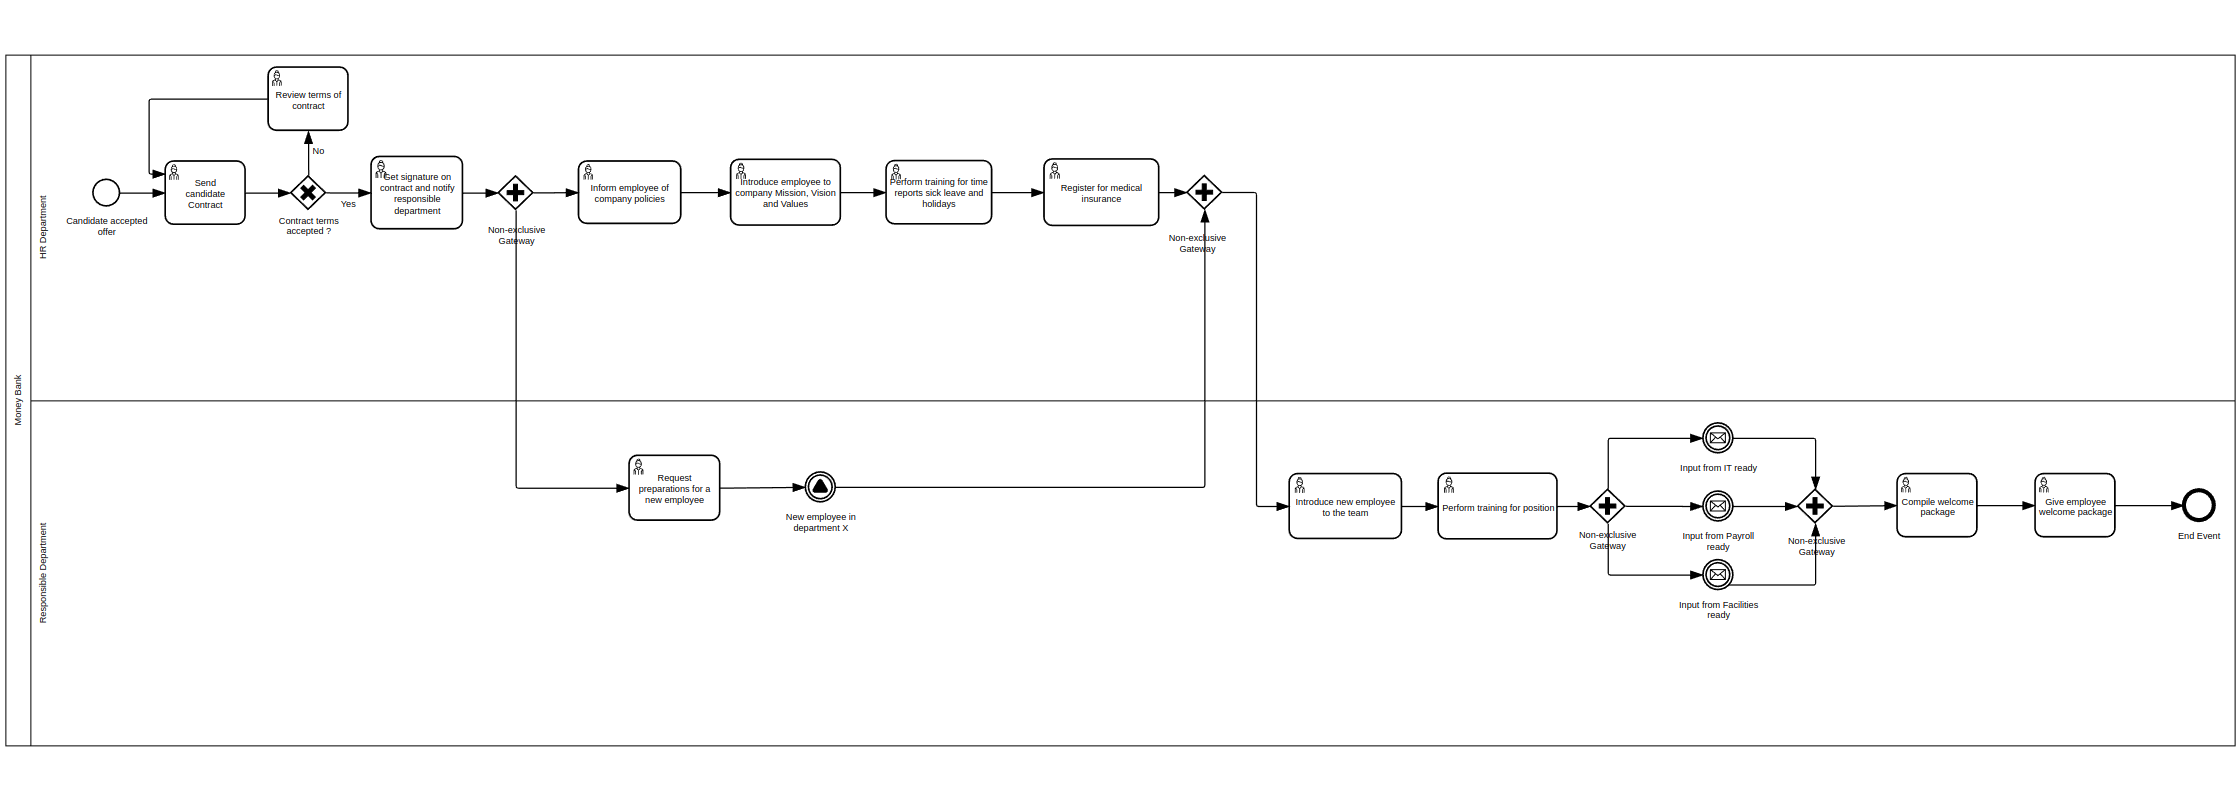 Money Bank
HR Department
Review terms of
contract
No
Candidate accepted
offer
Send
candidate
Contract
Contract terms
accepted ?
Yes
Get signature on
contract and notify
responsible
department
Non-exclusive
Gateway
Inform employee of
company policies
Introduce employee to
company Mission, Vision
and Values
Perform training for time
reports sick leave and
holidays
Register for medical
insurance
Non-exclusive
Gateway
Responsible Department
Request
preparations for a
new employee
New employee in
department X
Introduce new employee
to the team
Perform training for position
Non-exclusive
Gateway
Input from IT ready
Input from Payroll
ready
Input from Facilities
ready
Non-exclusive
Gateway
Compile welcome
package
Give employee
welcome package
End Event